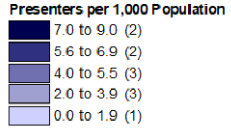 Presenters per 1,000 Population
7.0 to 9.0 (2)
5.6 to 6.9 (2)
4.0 to 5.5 (3)
2.0 to 3.9 (3)
0.0 to 1.9 (1)